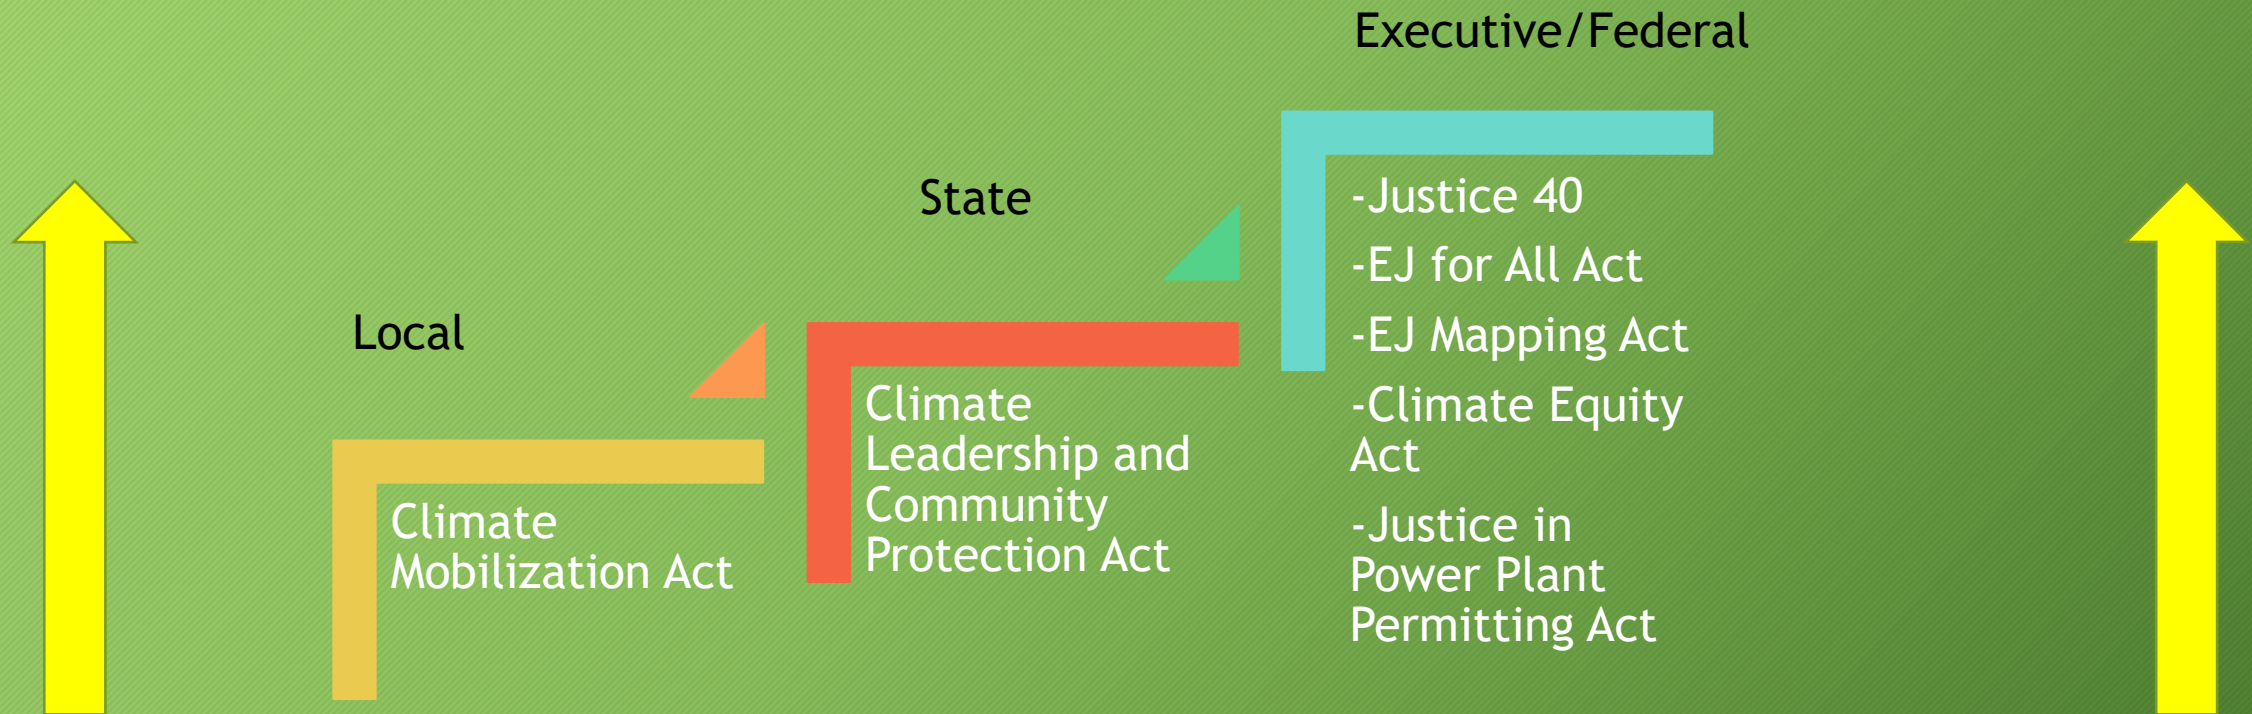 Local
Climate
Mobilization Act
State
Climate
Leadership and
Community
Protection Act
Executive/Federal
-Justice 40
-EJ for All Act
-EJ Mapping Act
-Climate Equity
Act
-Justice in
Power Plant
Permitting Act